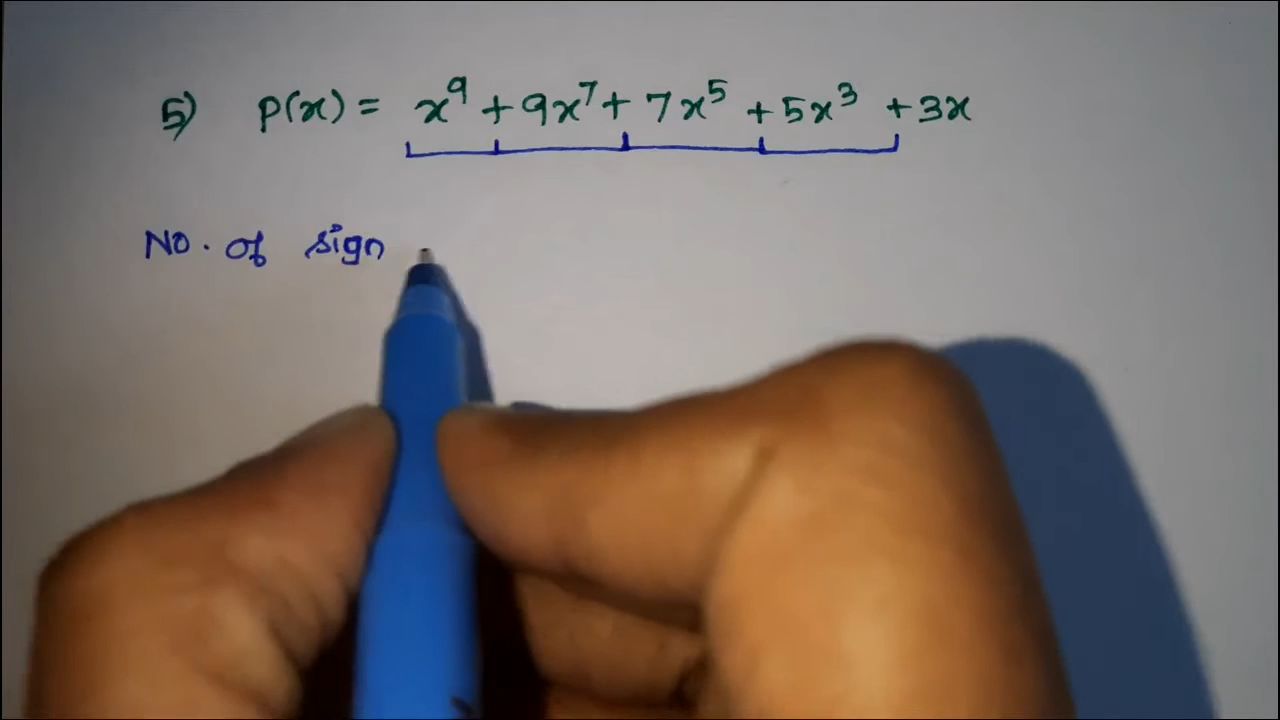 5) P(x) = x⁹ + 9x⁷ + 7x⁵ + 5x³ + 3x
No. of sign